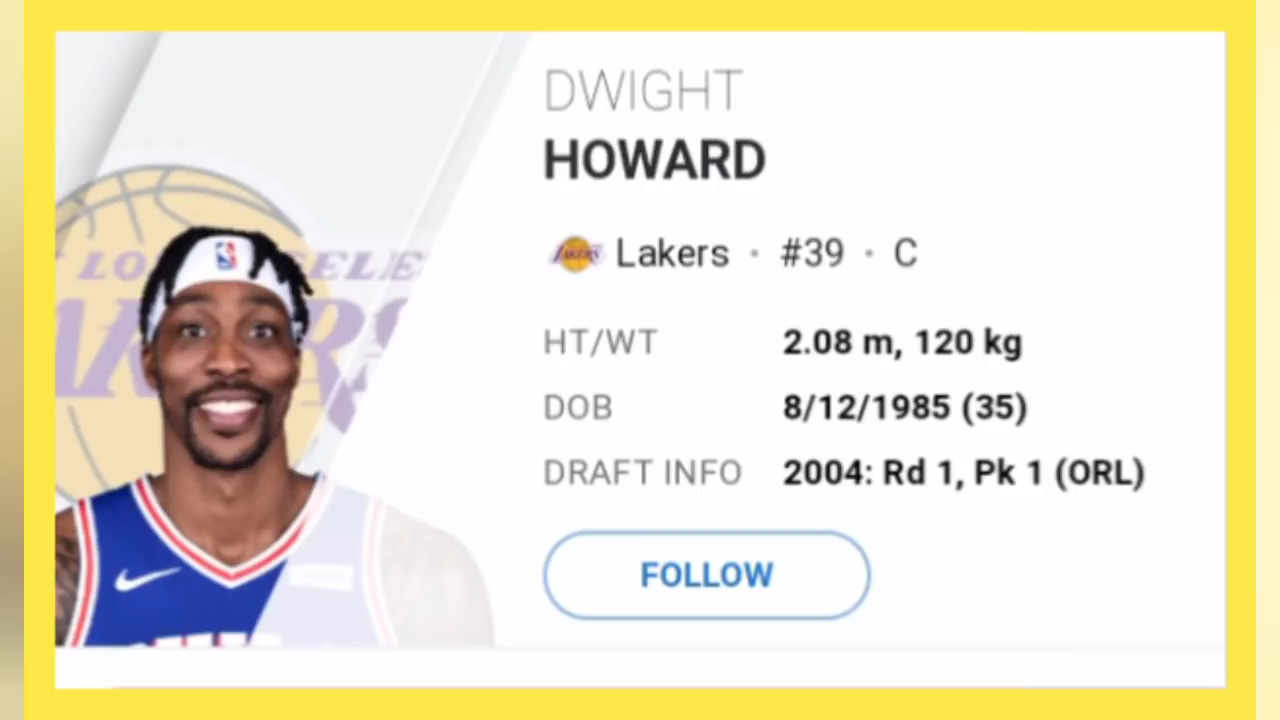 DWIGHT
HOWARD
LAKERS
Lakers · #39 · C
HT/WT 2.08 m, 120 kg
DOB 8/12/1985 (35)
DRAFT INFO 2004: Rd 1, Pk 1 (ORL)
FOLLOW